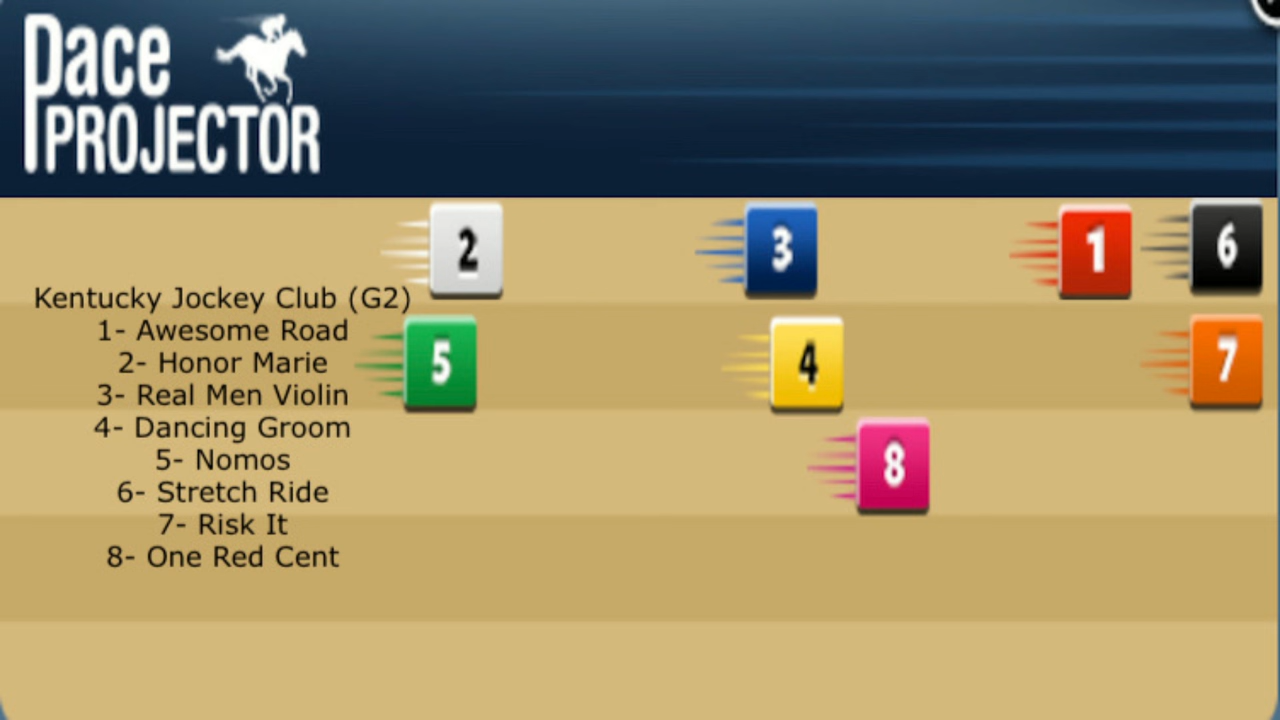 Pace
PROJECTOR
2 3 1 6
Kentucky Jockey Club (G2)
1- Awesome Road
2- Honor Marie
3- Real Men Violin
5 4 7
4- Dancing Groom
8
5- Nomos
6- Stretch Ride
7- Risk It
8- One Red Cent